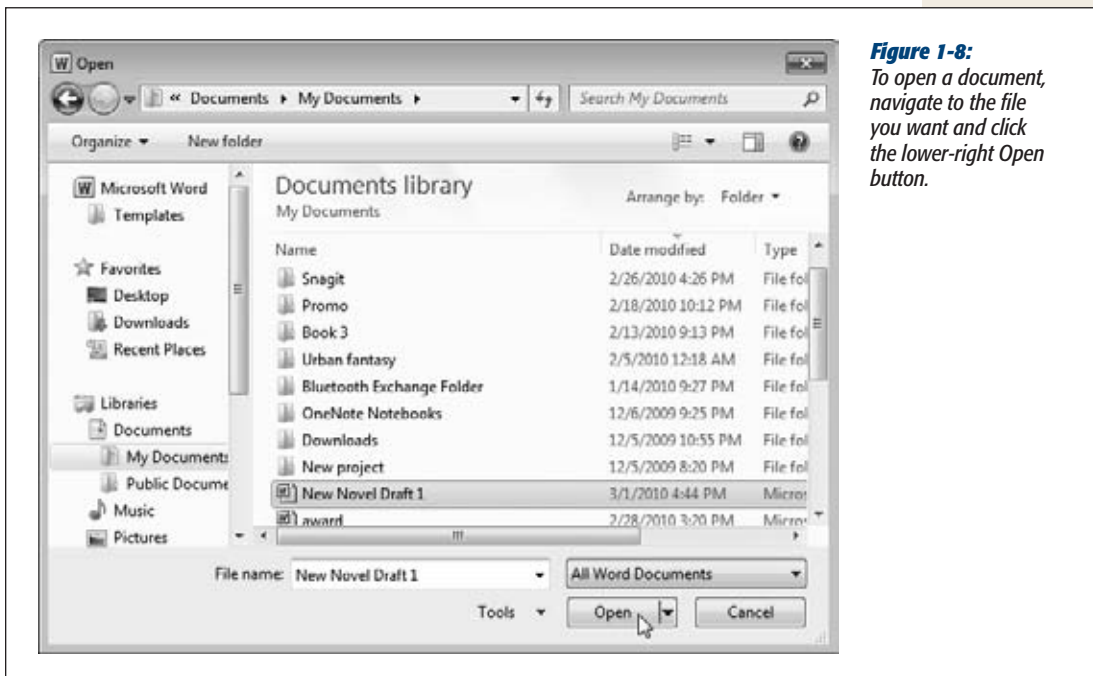 Open
« Documents ▸ My Documents ▸ Search My Documents
Organize New folder
Microsoft Word
Templates
Favorites
Desktop
Downloads
Recent Places
Libraries
Documents
My Documents
Public Docume
Music
Pictures
Documents library
My Documents
Arrange by: Folder
Name Date modified Type
Snagit 2/26/2010 4:26 PM File fol
Promo 2/18/2010 10:12 PM File fol
Book 3 2/13/2010 9:13 PM File fol
Urban fantasy 2/5/2010 12:18 AM File fol
Bluetooth Exchange Folder 1/14/2010 9:27 PM File fol
OneNote Notebooks 12/6/2009 9:25 PM File fol
Downloads 12/5/2009 10:55 PM File fol
New project 12/5/2009 8:20 PM File fol
New Novel Draft 1 3/1/2010 4:44 PM Micros
award 2/28/2010 3:20 PM Micros
File name: New Novel Draft 1 All Word Documents
Tools Open Cancel
Figure 1-8:
To open a document,
navigate to the file
you want and click
the lower-right Open
button.